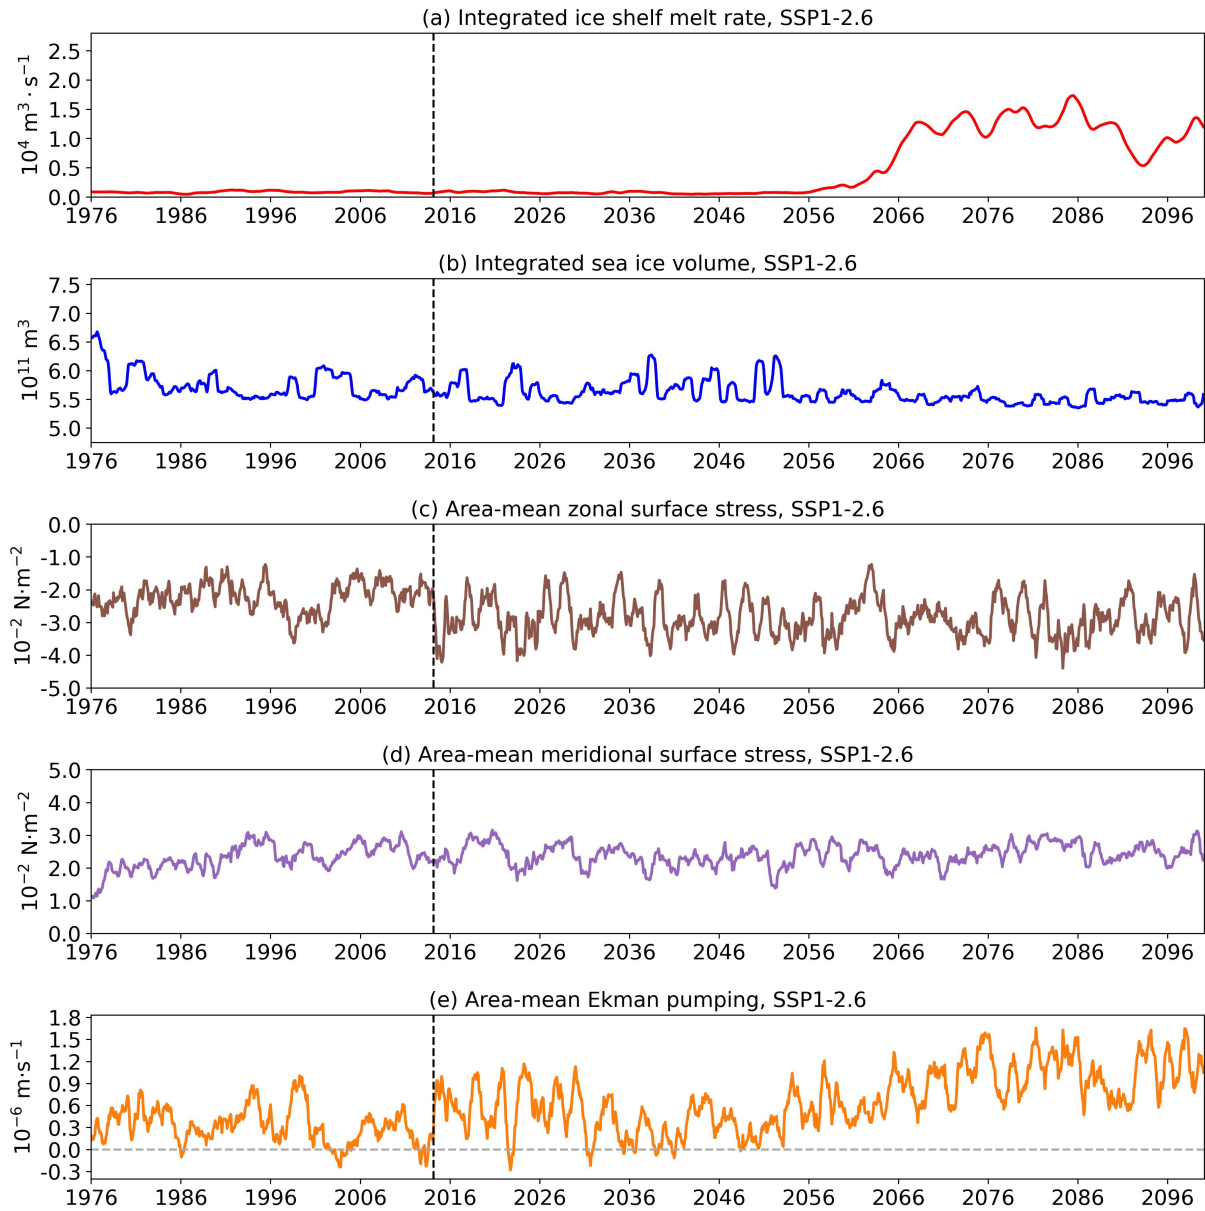 (a) Integrated ice shelf melt rate, SSP1-2.6
10⁴ m³ · s⁻¹
2.5
2.0
1.5
1.0
0.5
0.0
1976 1986 1996 2006 2016 2026 2036 2046 2056 2066 2076 2086 2096
(b) Integrated sea ice volume, SSP1-2.6
10¹¹ m³
7.5
7.0
6.5
6.0
5.5
5.0
1976 1986 1996 2006 2016 2026 2036 2046 2056 2066 2076 2086 2096
(c) Area-mean zonal surface stress, SSP1-2.6
10⁻² N·m⁻²
0.0
-1.0
-2.0
-3.0
-4.0
-5.0
1976 1986 1996 2006 2016 2026 2036 2046 2056 2066 2076 2086 2096
(d) Area-mean meridional surface stress, SSP1-2.6
10⁻² N·m⁻²
5.0
4.0
3.0
2.0
1.0
0.0
1976 1986 1996 2006 2016 2026 2036 2046 2056 2066 2076 2086 2096
(e) Area-mean Ekman pumping, SSP1-2.6
10⁻⁶ m·s⁻¹
1.8
1.5
1.2
0.9
0.6
0.3
0.0
-0.3
1976 1986 1996 2006 2016 2026 2036 2046 2056 2066 2076 2086 2096